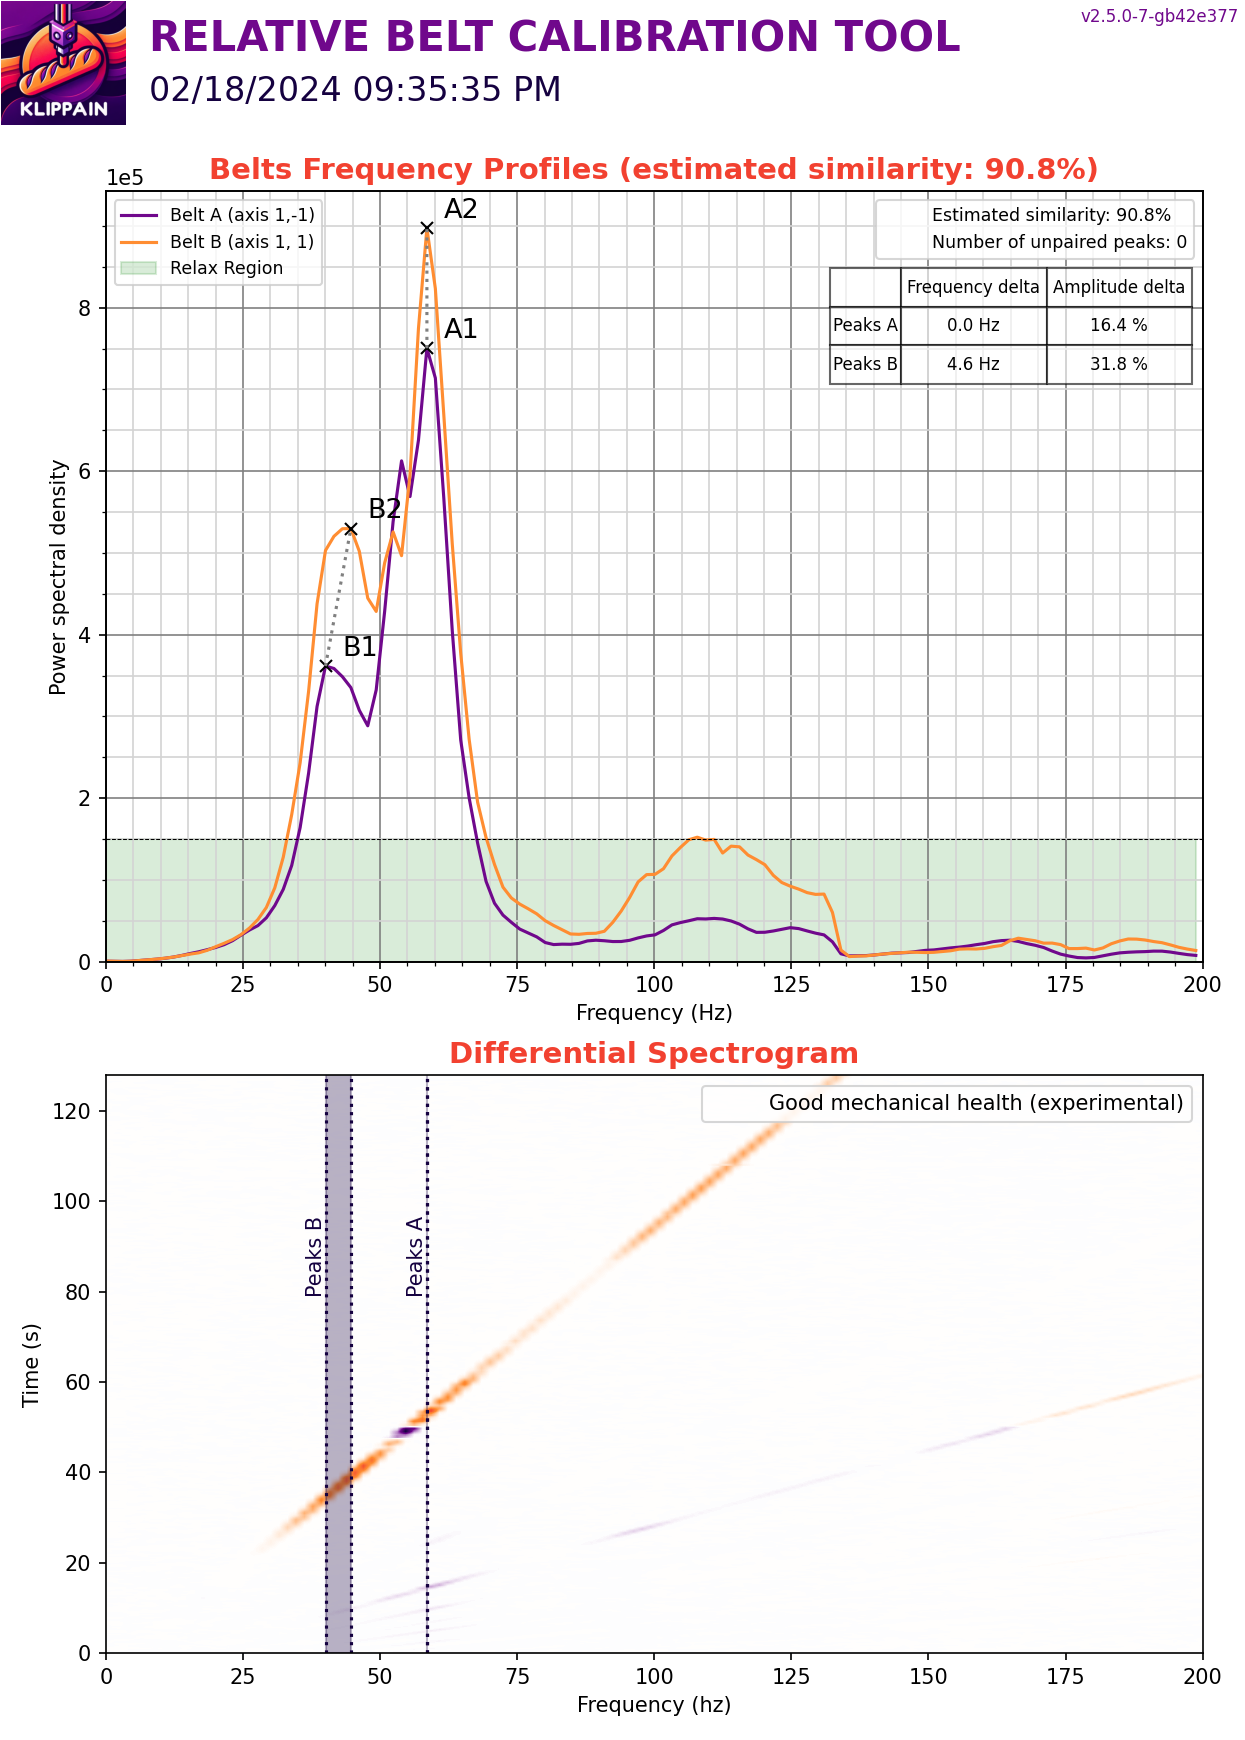 v2.5.0-7-gb42e377
RELATIVE BELT CALIBRATION TOOL
02/18/2024 09:35:35 PM
KLIPPAIN
Belts Frequency Profiles (estimated similarity: 90.8%)
1e5
Belt A (axis 1,-1)
Belt B (axis 1, 1)
Relax Region
A2
A1
B2
B1
Estimated similarity: 90.8%
Number of unpaired peaks: 0
Frequency delta Amplitude delta
Peaks A 0.0 Hz 16.4 %
Peaks B 4.6 Hz 31.8 %
Power spectral density
8
6
4
2
0
0 25 50 75 100 125 150 175 200
Frequency (Hz)
Differential Spectrogram
Good mechanical health (experimental)
Peaks B
Peaks A
Time (s)
120
100
80
60
40
20
0
0 25 50 75 100 125 150 175 200
Frequency (hz)